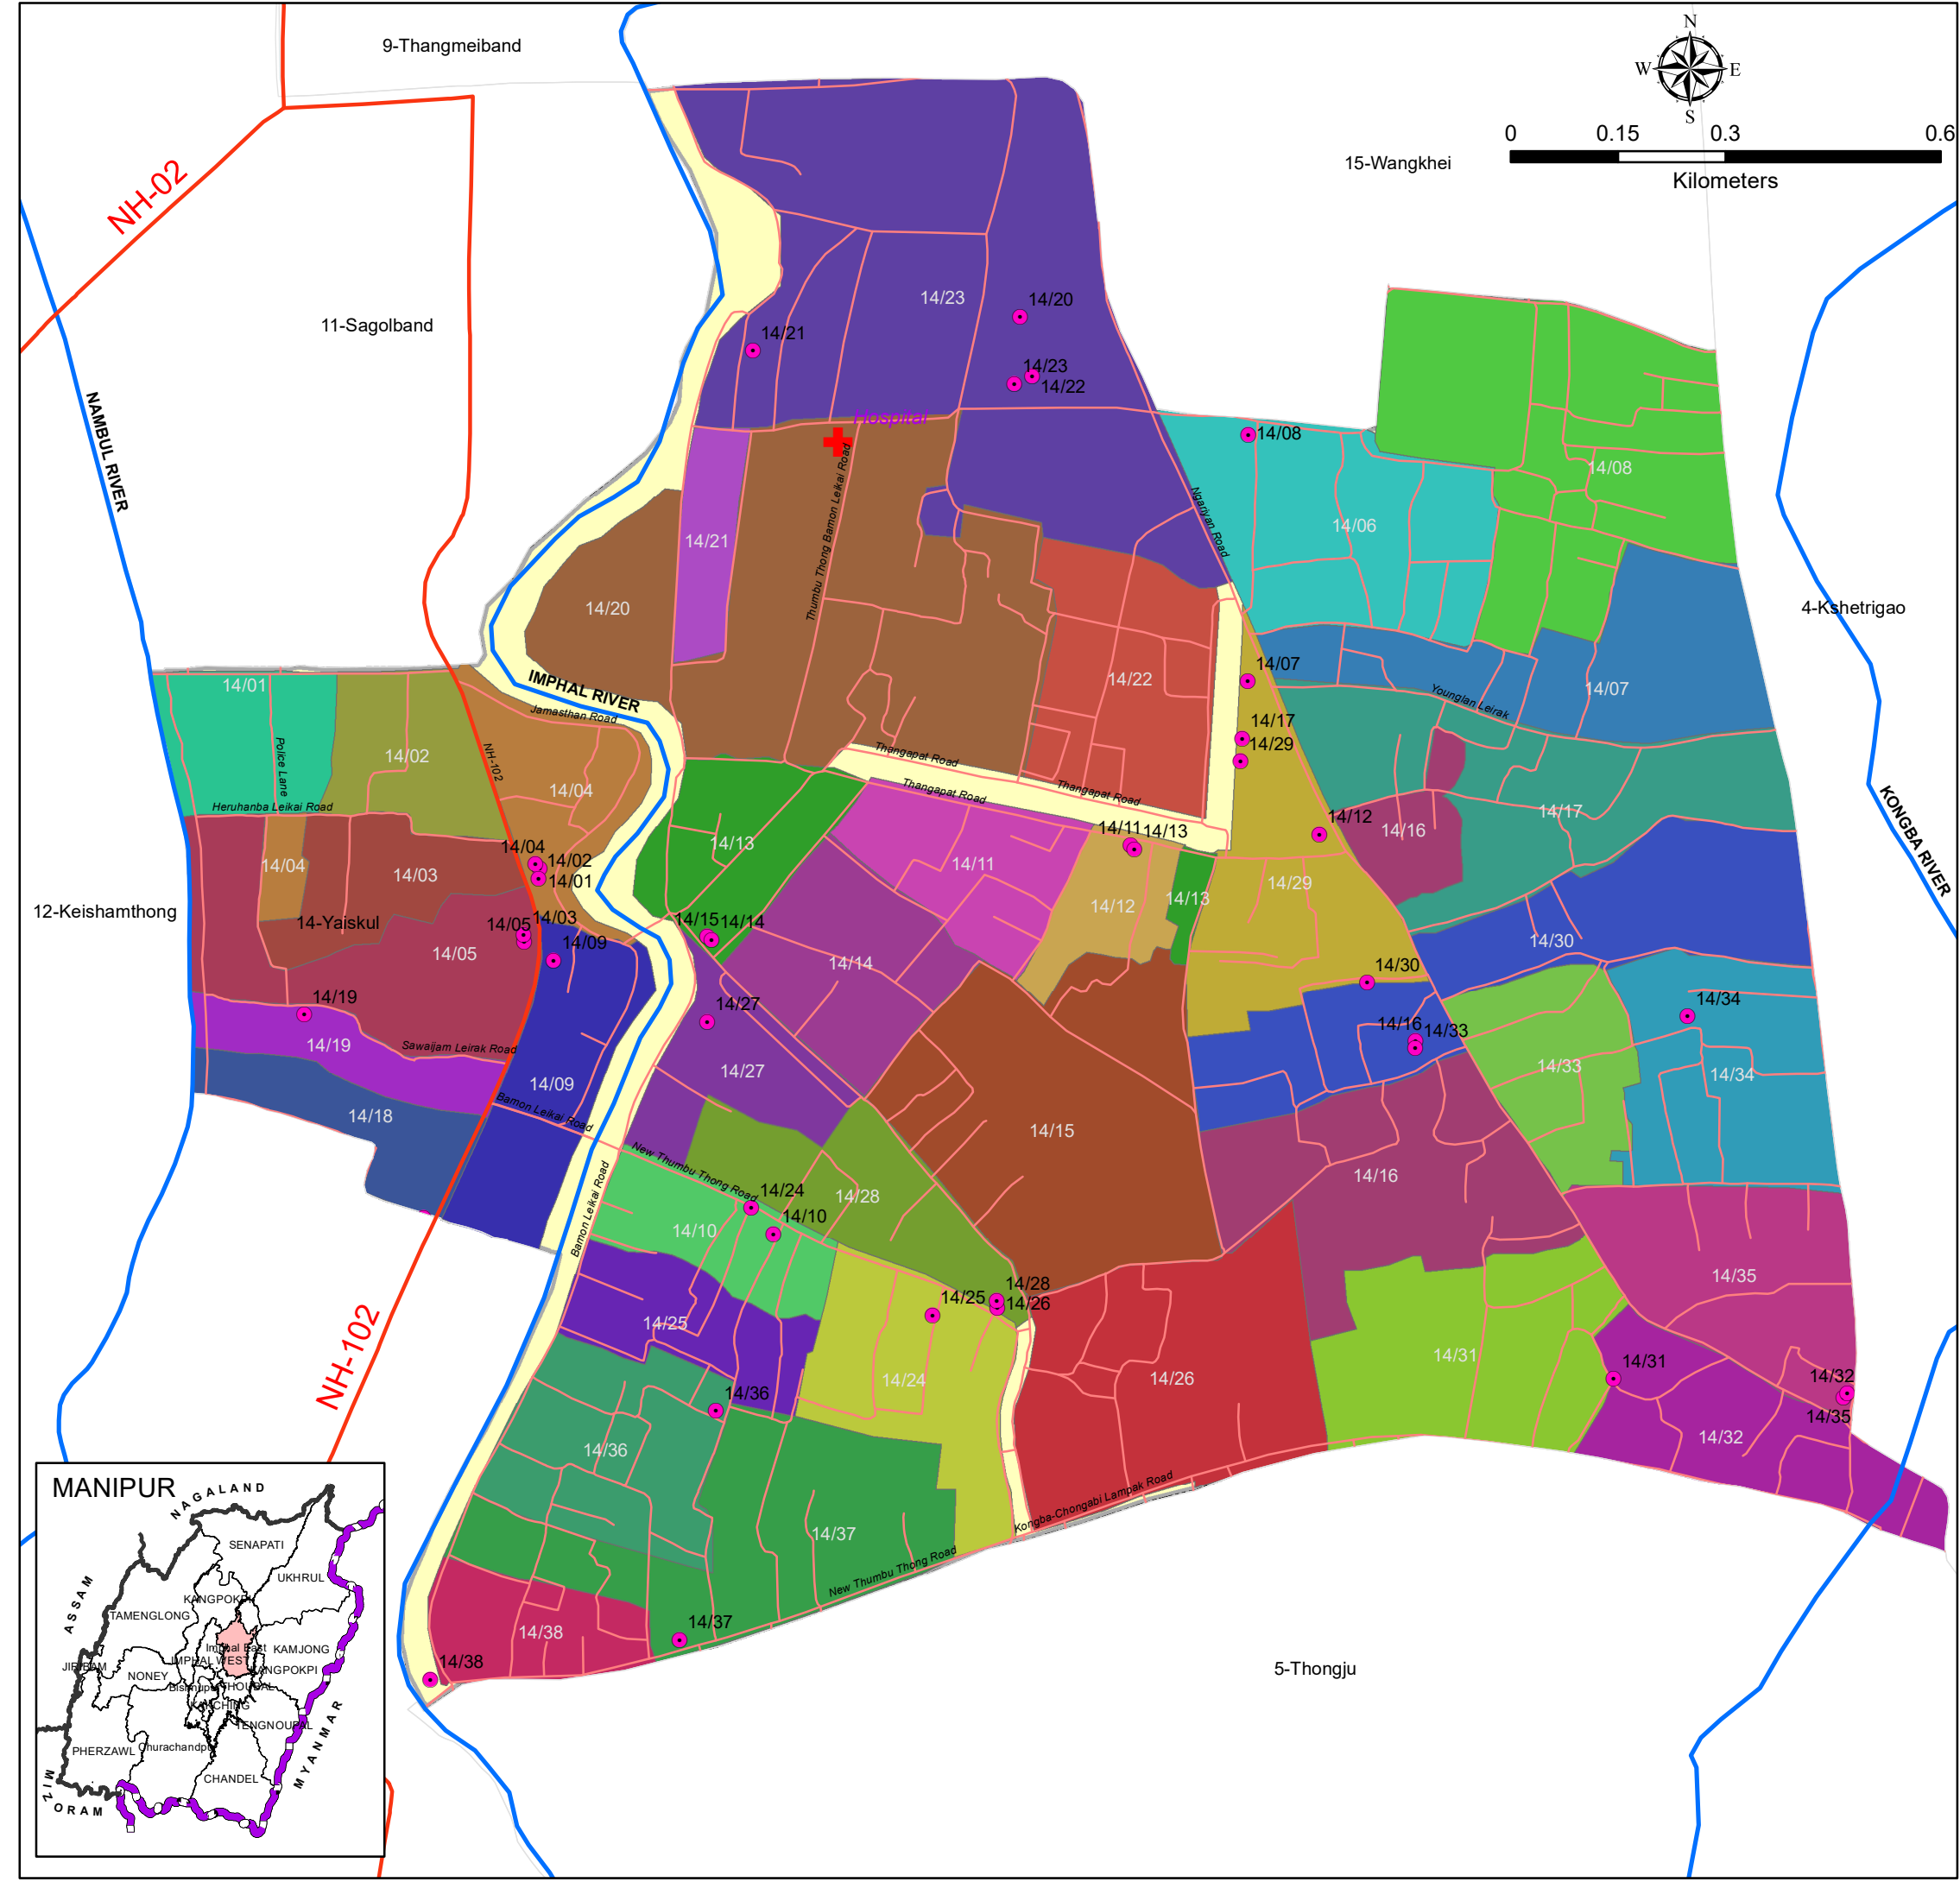 9-Thangmeiband
N
W E
S
0 0.15 0.3 0.6
Kilometers
15-Wangkhei
NH-02
11-Sagolband
14/23
14/20
14/21
14/23
14/22
Hospital
14/08
14/08
NAMBUL RIVER
Thumbu Thong Bamon Leikai Road
Ngariyan Road
14/06
14/21
14/20
4-Kshetrigao
14/01
IMPHAL RIVER
14/22
14/07
14/07
Jamasthan Road
Younglan Leirak
14/02
Police Lane
NH-102
14/17
14/29
Thangapat Road
Thangapat Road
Thangapat Road
14/04
Heruhanba Leikai Road
14/17
KONGBA RIVER
14/12
14/16
14/13
14/11
14/13
14/04
14/02
14/11
14/04
14/03
14/01
14/29
14/13
14/12
12-Keishamthong
14-Yaiskul
14/05
14/03
14/15
14/14
14/09
14/30
14/05
14/14
14/30
14/19
14/27
14/34
14/16
14/33
14/19
Sawaijam Leirak Road
14/27
14/33
14/34
14/09
14/18
Bamon Leikai Road
14/15
New Thumbu Thong Road
14/16
Bamon Leikai Road
14/24
14/28
14/10
14/10
14/35
14/28
14/25
14/26
14/25
NH-102
14/31
14/31
14/26
14/24
14/32
14/36
14/35
14/32
14/36
Kongba-Chongabi Lampak Road
14/37
New Thumbu Thong Road
14/37
14/38
14/38
5-Thongju
MANIPUR
NAGALAND
SENAPATI
UKHRUL
ASSAM
KANGPOKPI
TAMENGLONG
Imphal East
KAMJONG
IMPHAL WEST
JIRIBAM
KANGPOKPI
NONEY
Bishnupur
THOUBAL
KAKCHING
TENGNOUPAL
MYANMAR
PHERZAWL
Churachandpur
CHANDEL
MIZORAM